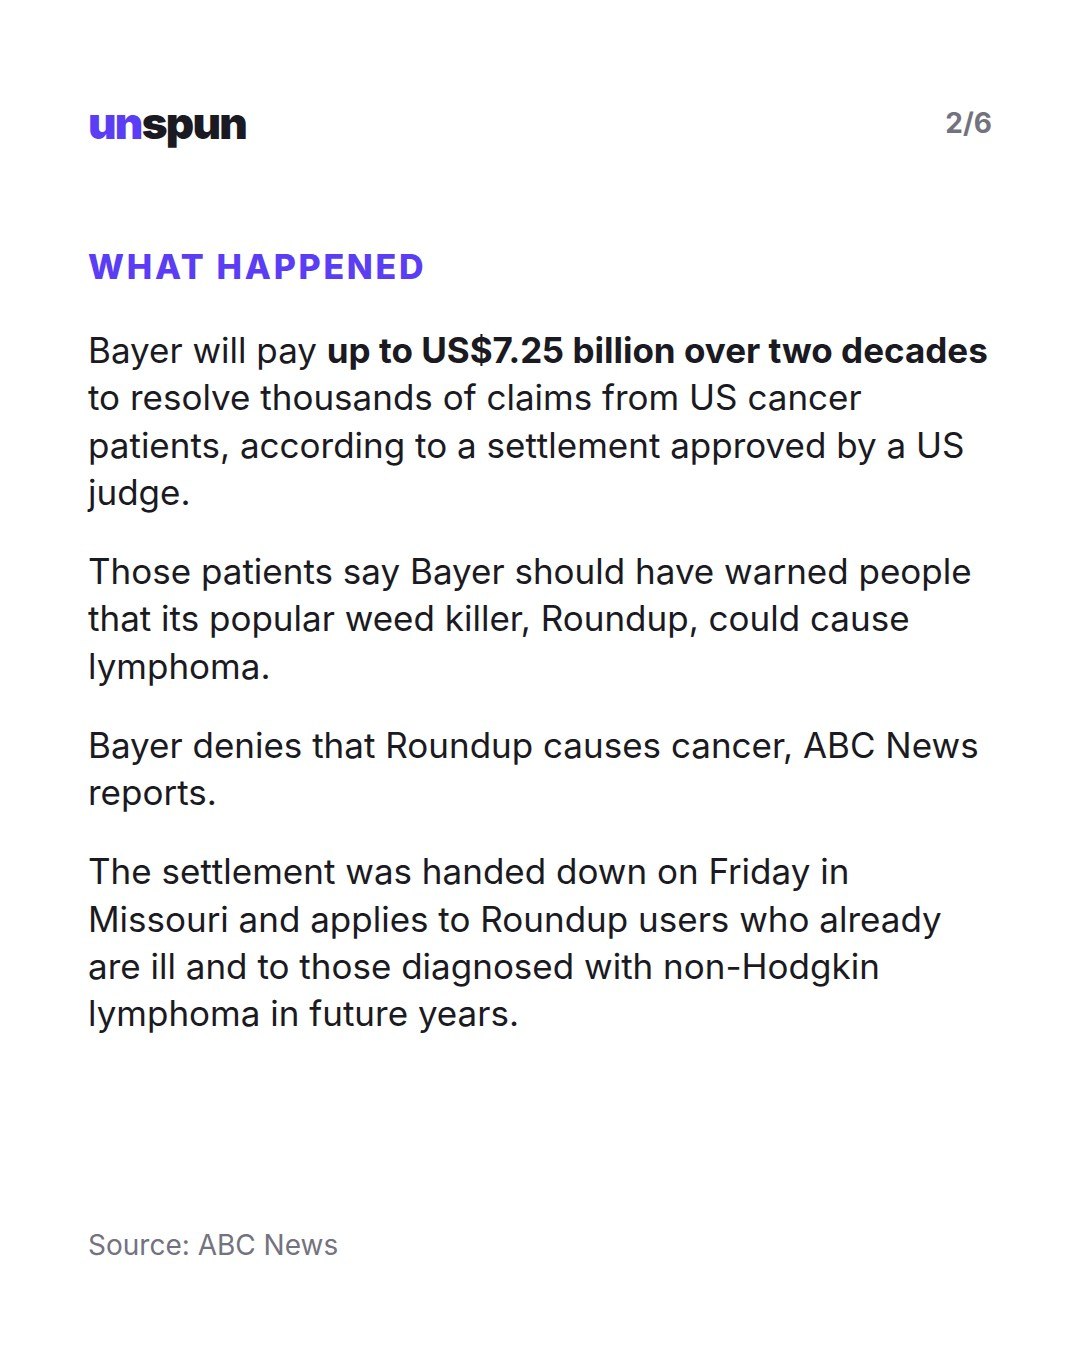 unspun
2/6
WHAT HAPPENED
Bayer will pay up to US$7.25 billion over two decades
to resolve thousands of claims from US cancer
patients, according to a settlement approved by a US
judge.
Those patients say Bayer should have warned people
that its popular weed killer, Roundup, could cause
lymphoma.
Bayer denies that Roundup causes cancer, ABC News
reports.
The settlement was handed down on Friday in
Missouri and applies to Roundup users who already
are ill and to those diagnosed with non-Hodgkin
lymphoma in future years.
Source: ABC News